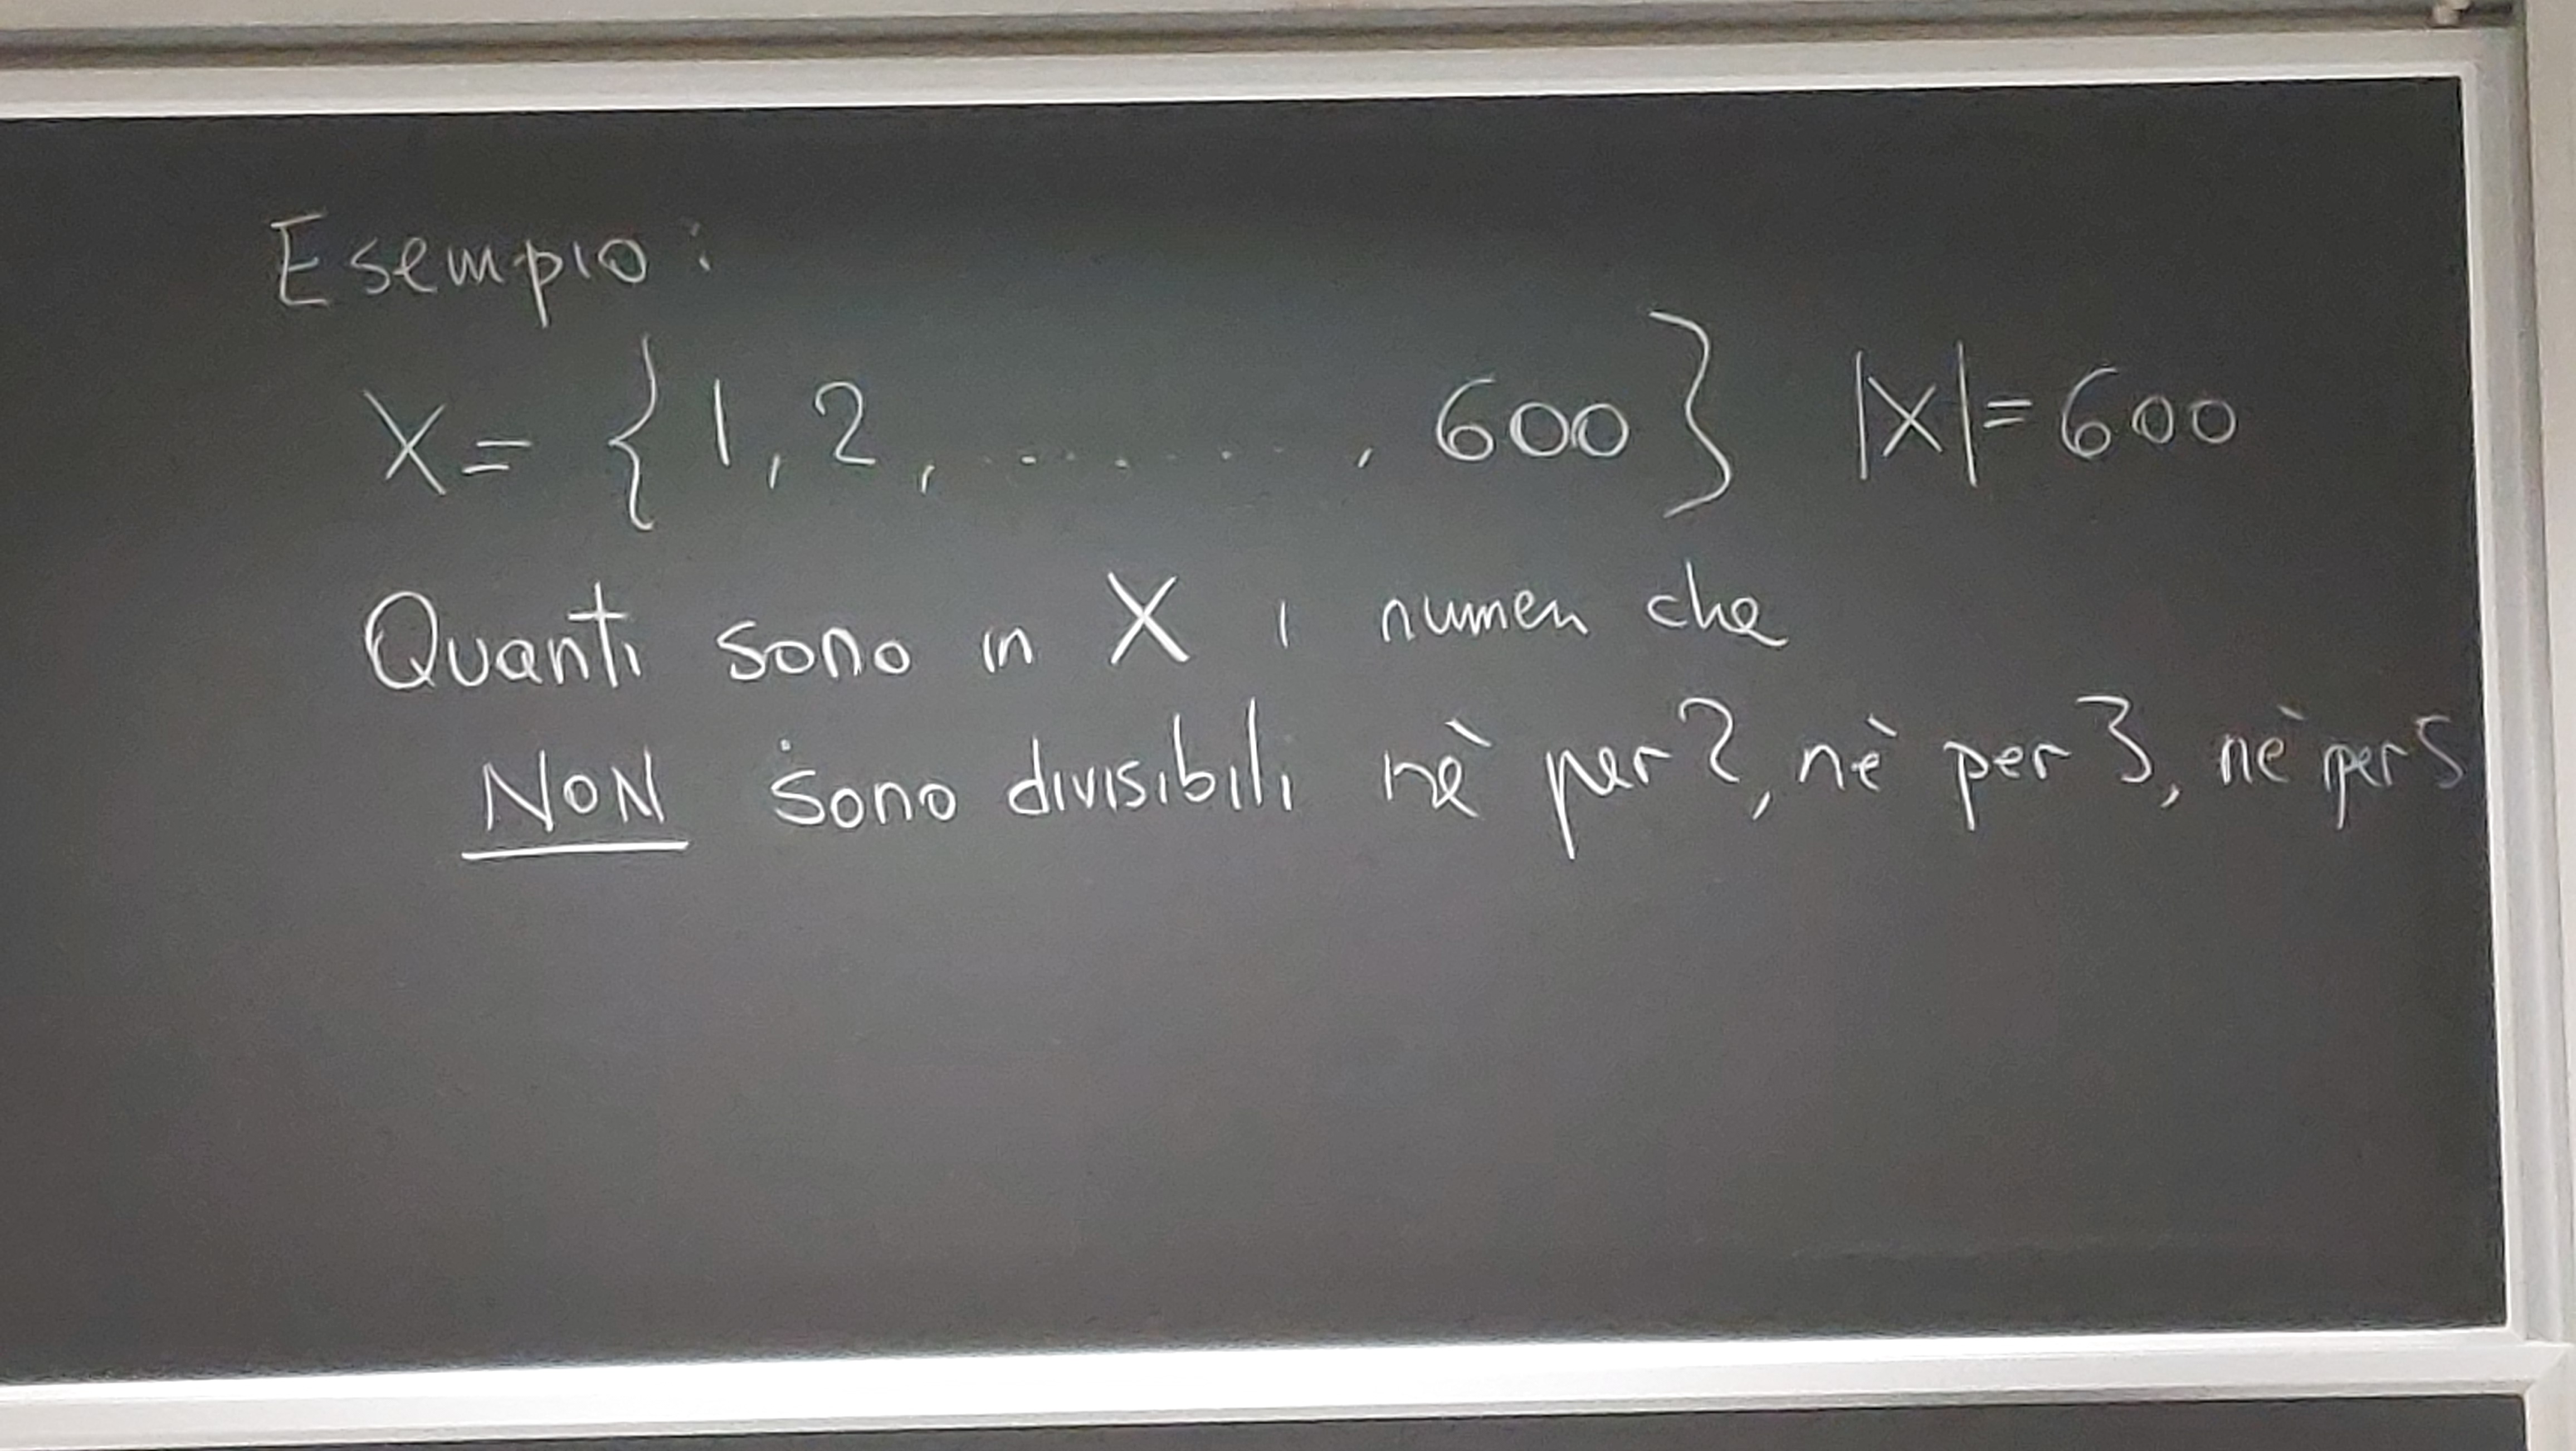 Esempio:
X = {1, 2, ........, 600} |X| = 600
Quanti sono in X i numeri che
NON sono divisibili nè per 2, nè per 3, nè per 5